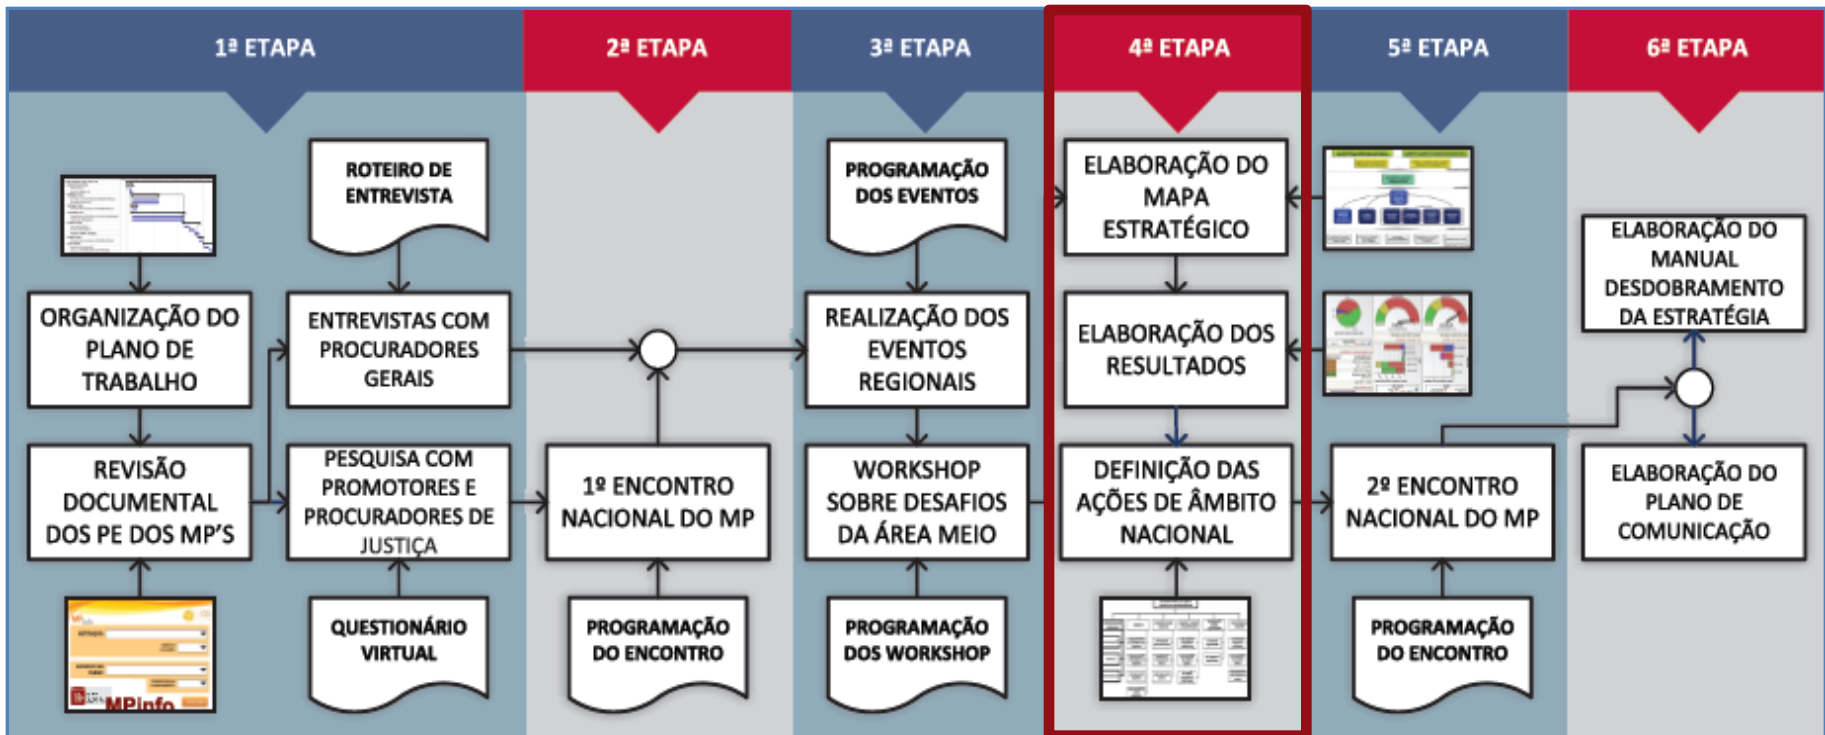 1ª ETAPA
2ª ETAPA
3ª ETAPA
4ª ETAPA
5ª ETAPA
6ª ETAPA
ROTEIRO DE
ENTREVISTA
ORGANIZAÇÃO DO
PLANO DE
TRABALHO
ENTREVISTAS COM
PROCURADORES
GERAIS
REVISÃO
DOCUMENTAL
DOS PE DOS MP'S
PESQUISA COM
PROMOTORES E
PROCURADORES DE
JUSTIÇA
MPinfo
QUESTIONÁRIO
VIRTUAL
1º ENCONTRO
NACIONAL DO MP
PROGRAMAÇÃO
DO ENCONTRO
PROGRAMAÇÃO
DOS EVENTOS
REALIZAÇÃO DOS
EVENTOS
REGIONAIS
WORKSHOP
SOBRE DESAFIOS
DA ÁREA MEIO
PROGRAMAÇÃO
DOS WORKSHOP
ELABORAÇÃO DO
MAPA
ESTRATÉGICO
ELABORAÇÃO DOS
RESULTADOS
DEFINIÇÃO DAS
AÇÕES DE ÂMBITO
NACIONAL
2º ENCONTRO
NACIONAL DO MP
PROGRAMAÇÃO
DO ENCONTRO
ELABORAÇÃO DO
MANUAL
DESDOBRAMENTO
DA ESTRATÉGIA
ELABORAÇÃO DO
PLANO DE
COMUNICAÇÃO